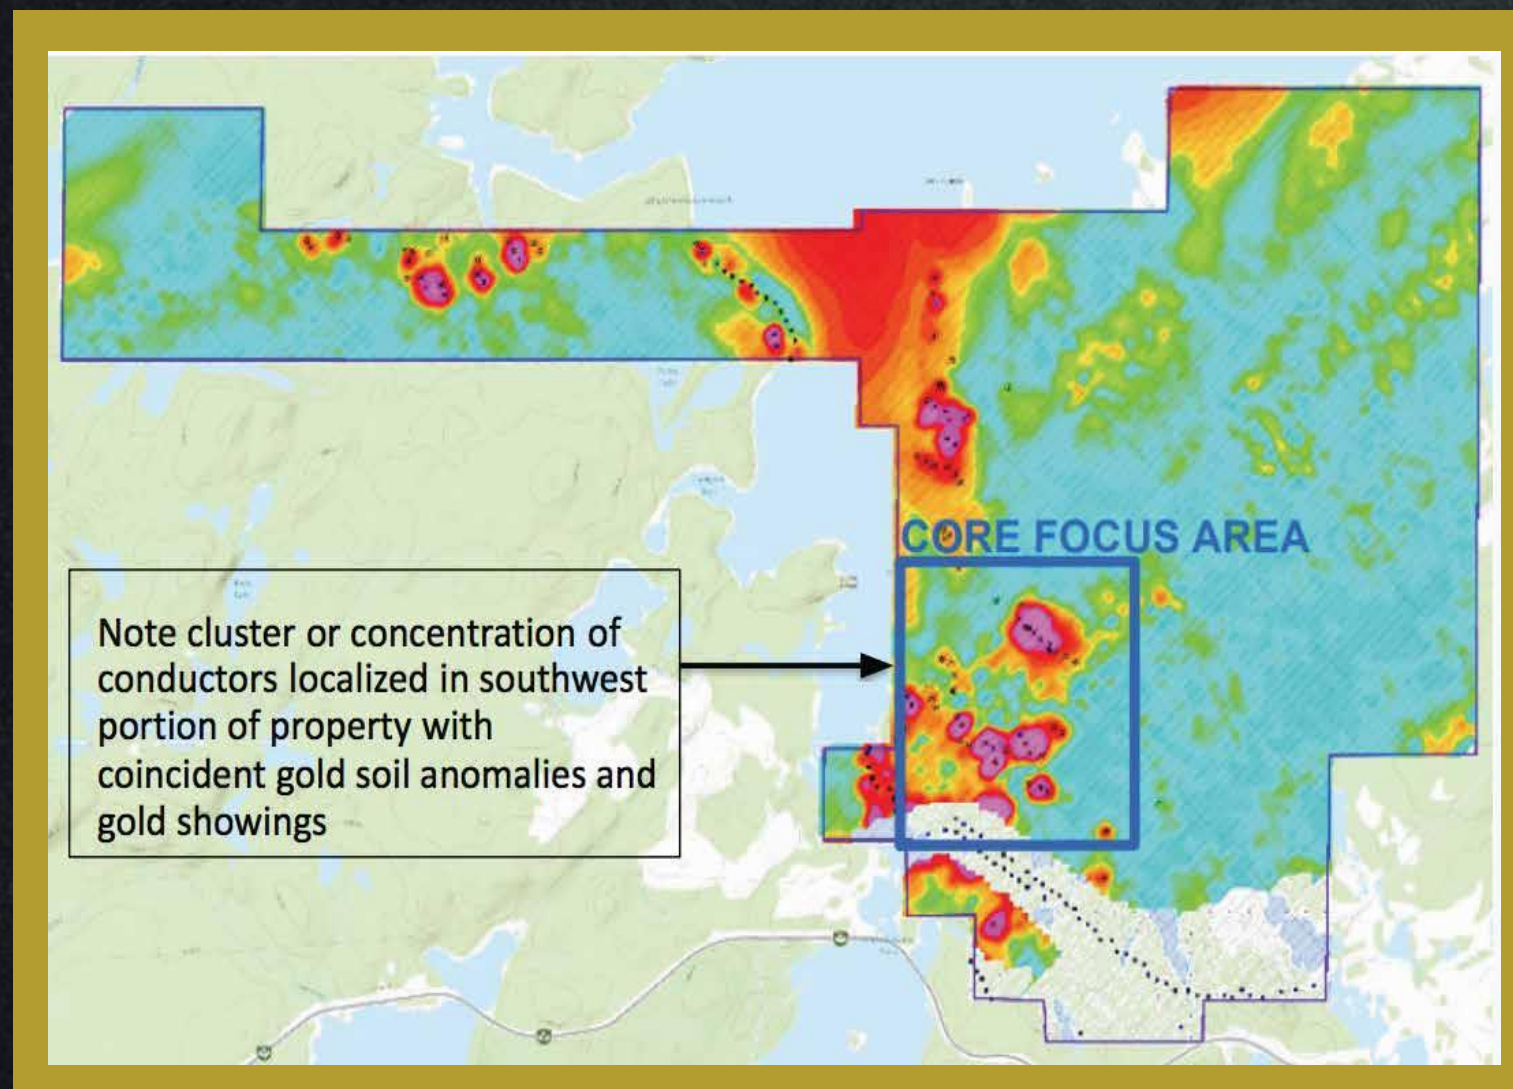 CORE FOCUS AREA
Note cluster or concentration of
conductors localized in southwest
portion of property with
coincident gold soil anomalies and
gold showings